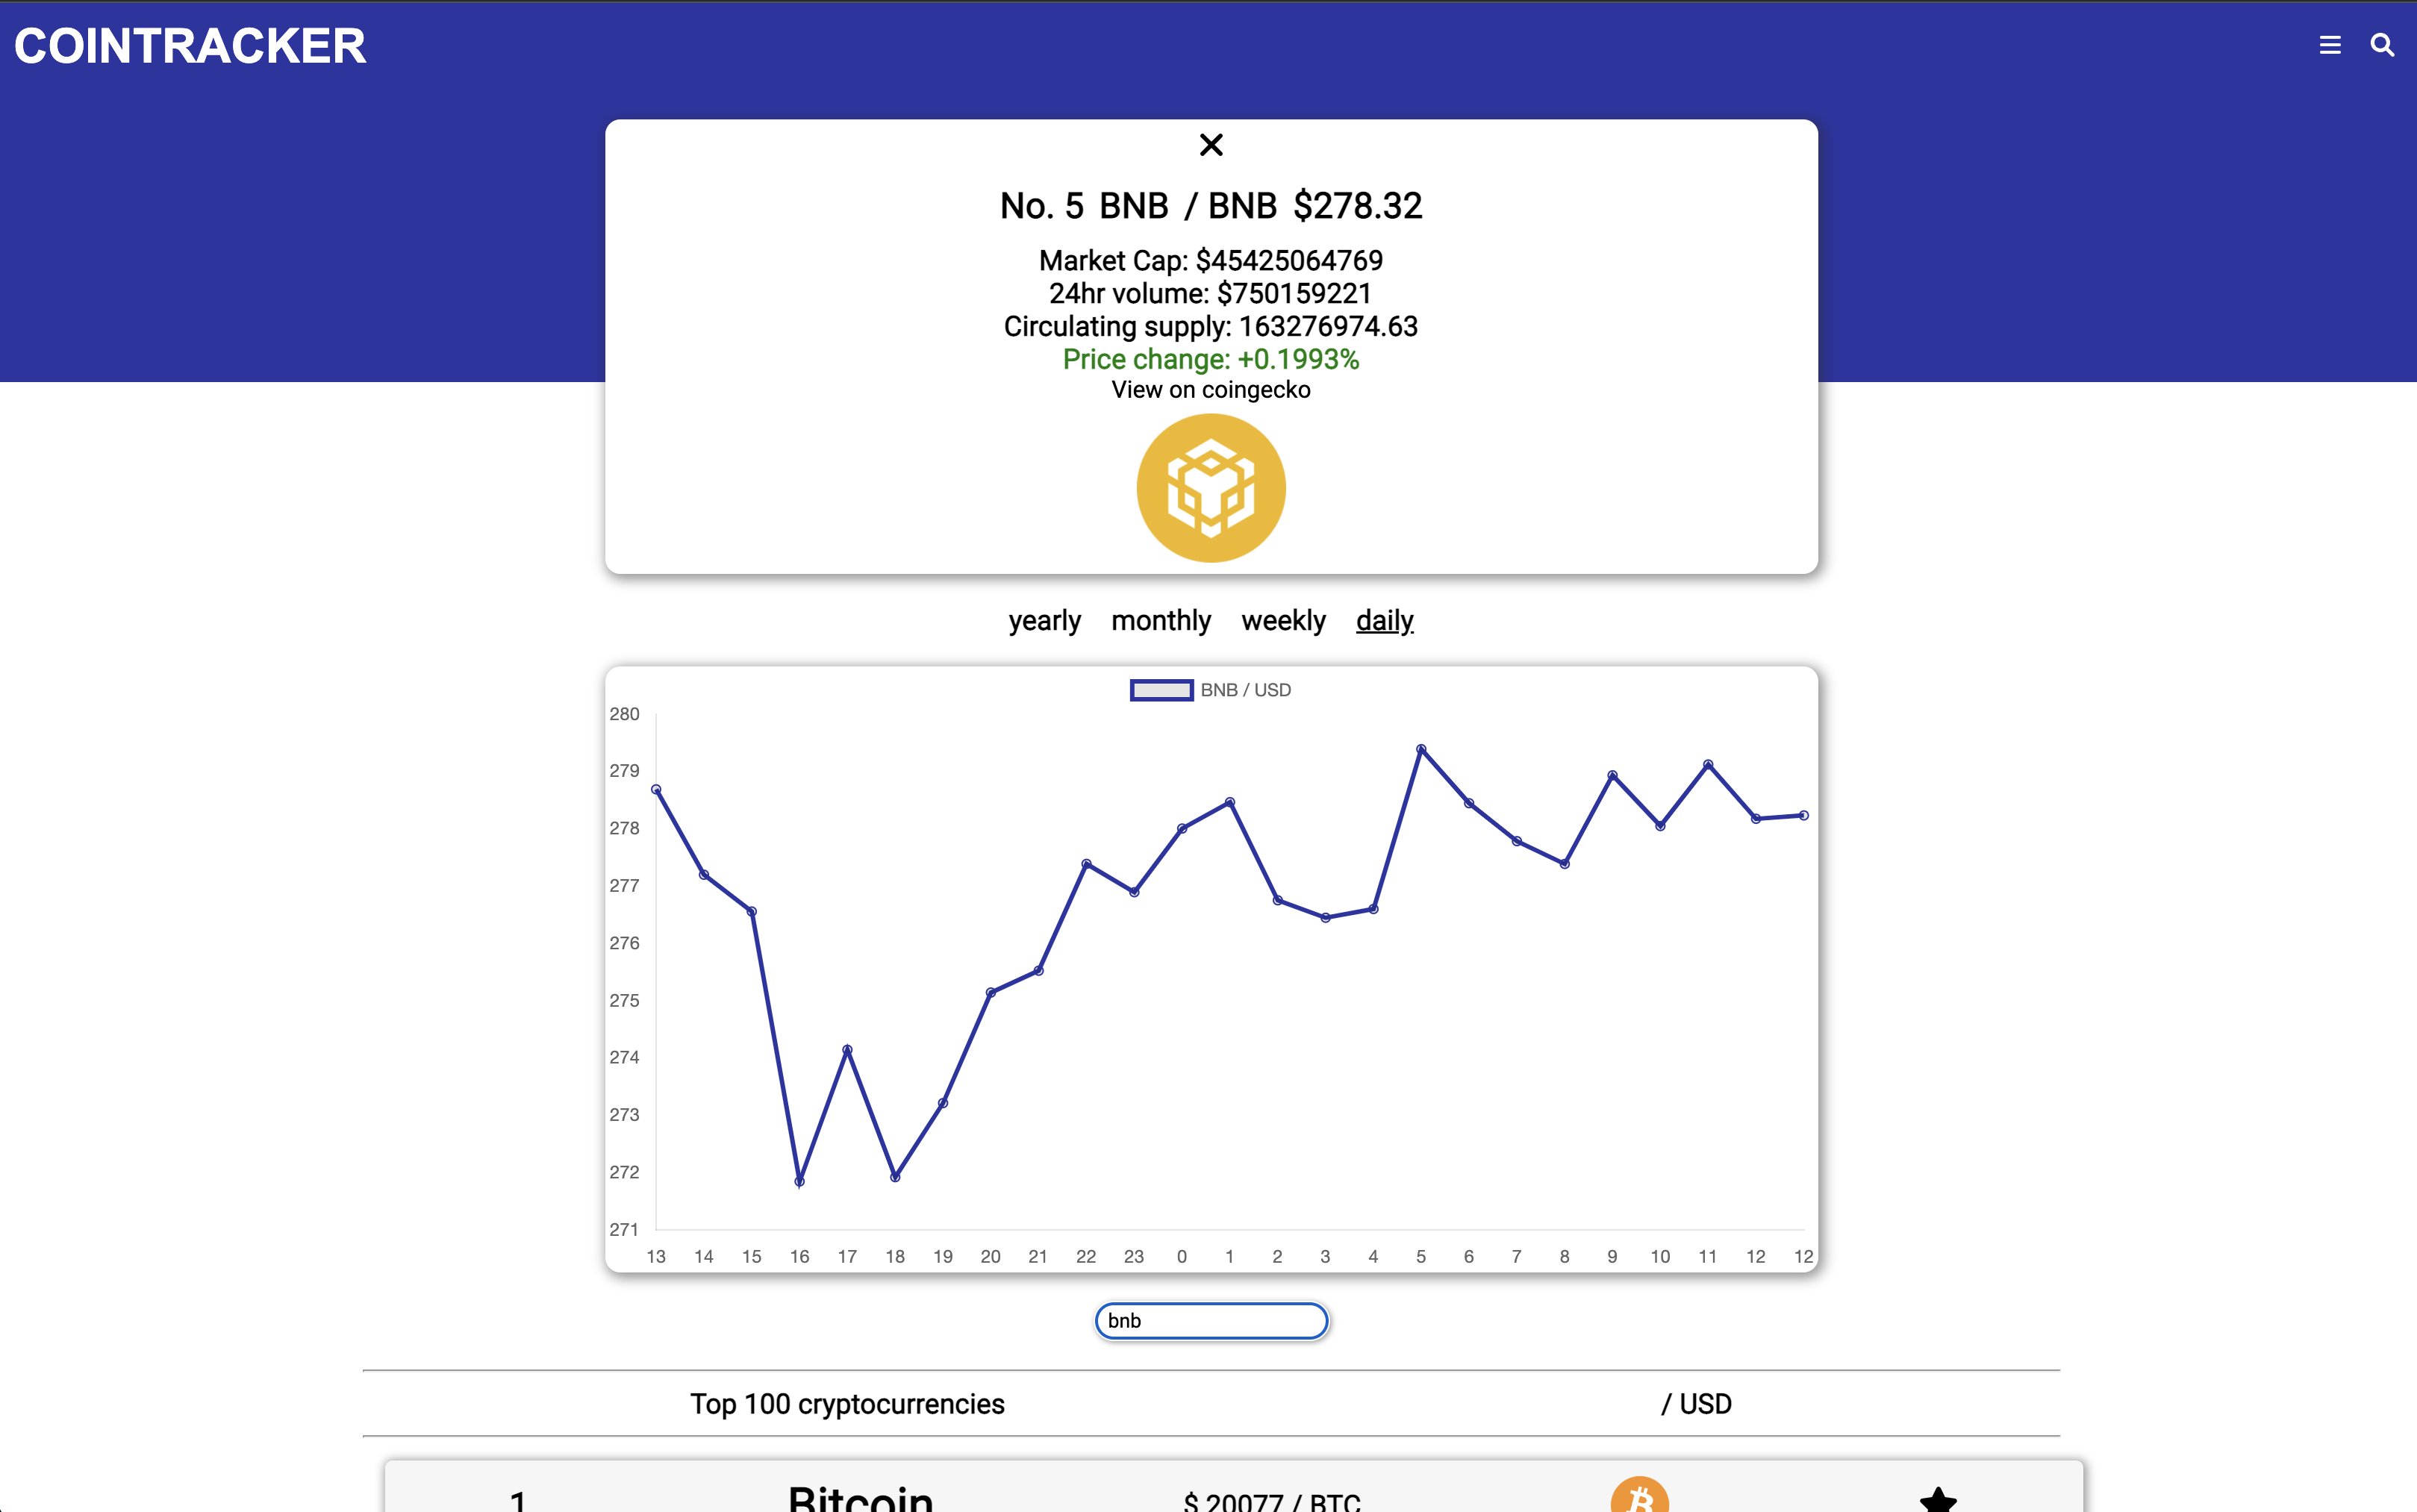 COINTRACKER
No. 5 BNB / BNB $278.32
Market Cap: $45425064769
24hr volume: $750159221
Circulating supply: 163276974.63
Price change: +0.1993%
View on coingecko
yearly monthly weekly daily
BNB / USD
280
279
278
277
276
275
274
273
272
271
13 14 15 16 17 18 19 20 21 22 23 0 1 2 3 4 5 6 7 8 9 10 11 12 12
bnb
Top 100 cryptocurrencies / USD
1 Bitcoin $ 20077 / BTC